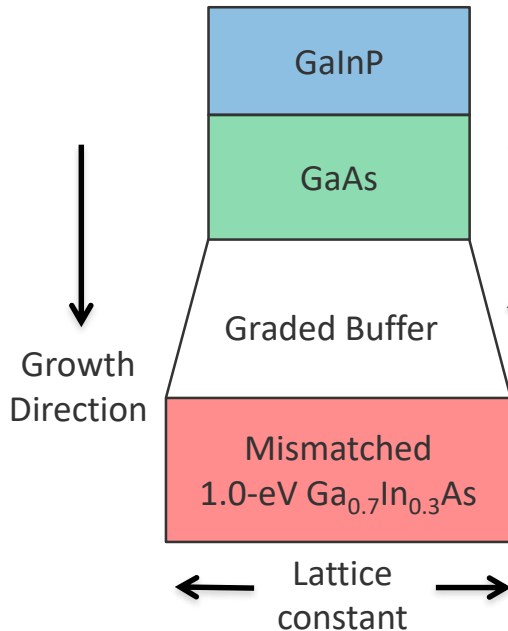 GaInP
GaAs
Graded Buffer
Growth
Direction
Mismatched
1.0-eV Ga₀.₇In₀.₃As
Lattice
constant